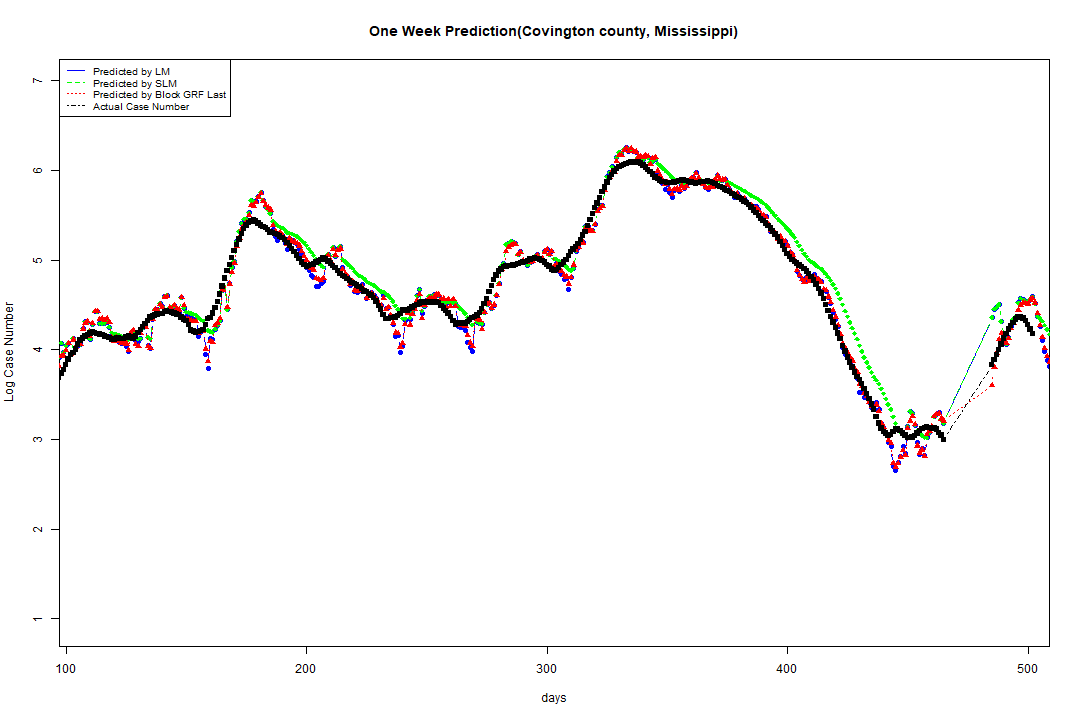 One Week Prediction(Covington county, Mississippi)
Predicted by LM
Predicted by SLM
Predicted by Block GRF Last
Actual Case Number
7
6
5
4
3
2
1
Log Case Number
100 200 300 400 500
days